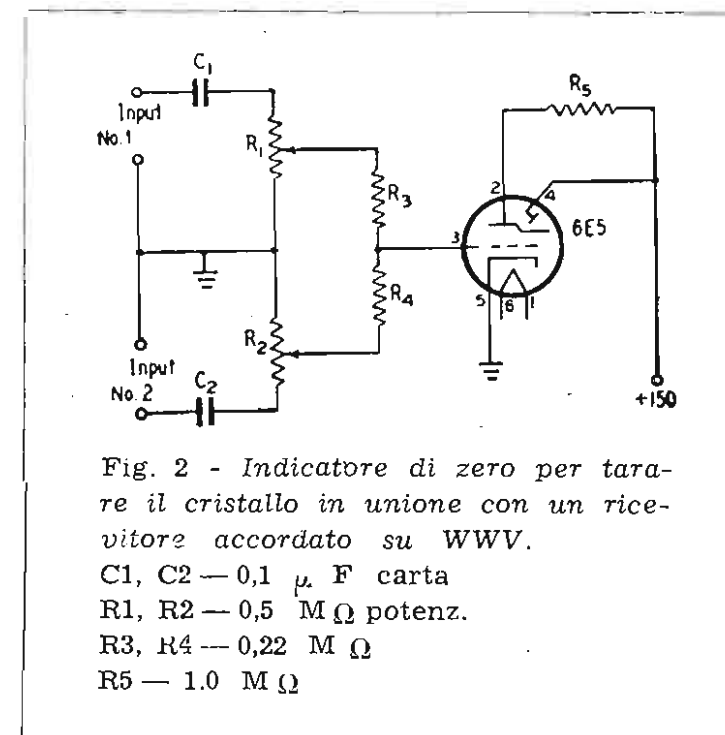 C1
Input
No. 1
R1
R3
R5
2
4
3
6E5
5
6
1
R4
R2
Input
No. 2
C2
+150
Fig. 2 - Indicatore di zero per tara-
re il cristallo in unione con un rice-
vitore accordato su WWV.
C1, C2 — 0,1 μ F carta
R1, R2 — 0,5 M Ω potenz.
R3, R4 — 0,22 M Ω
R5 — 1.0 M Ω